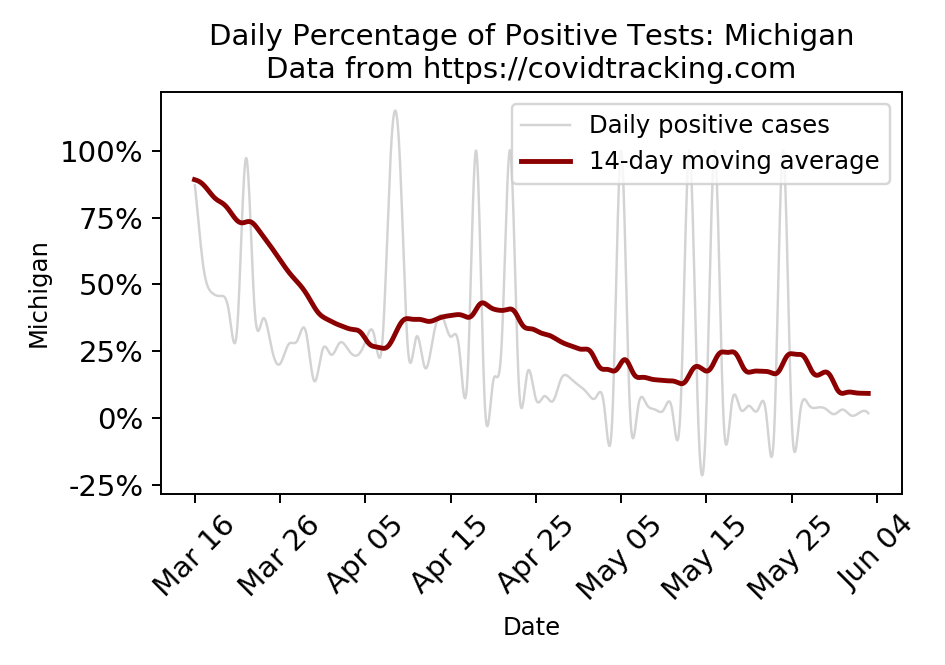 Daily Percentage of Positive Tests: Michigan
Data from https://covidtracking.com
Daily positive cases
14-day moving average
100%
75%
50%
25%
0%
-25%
Michigan
Mar 16
Mar 26
Apr 05
Apr 15
Apr 25
May 05
May 15
May 25
Jun 04
Date